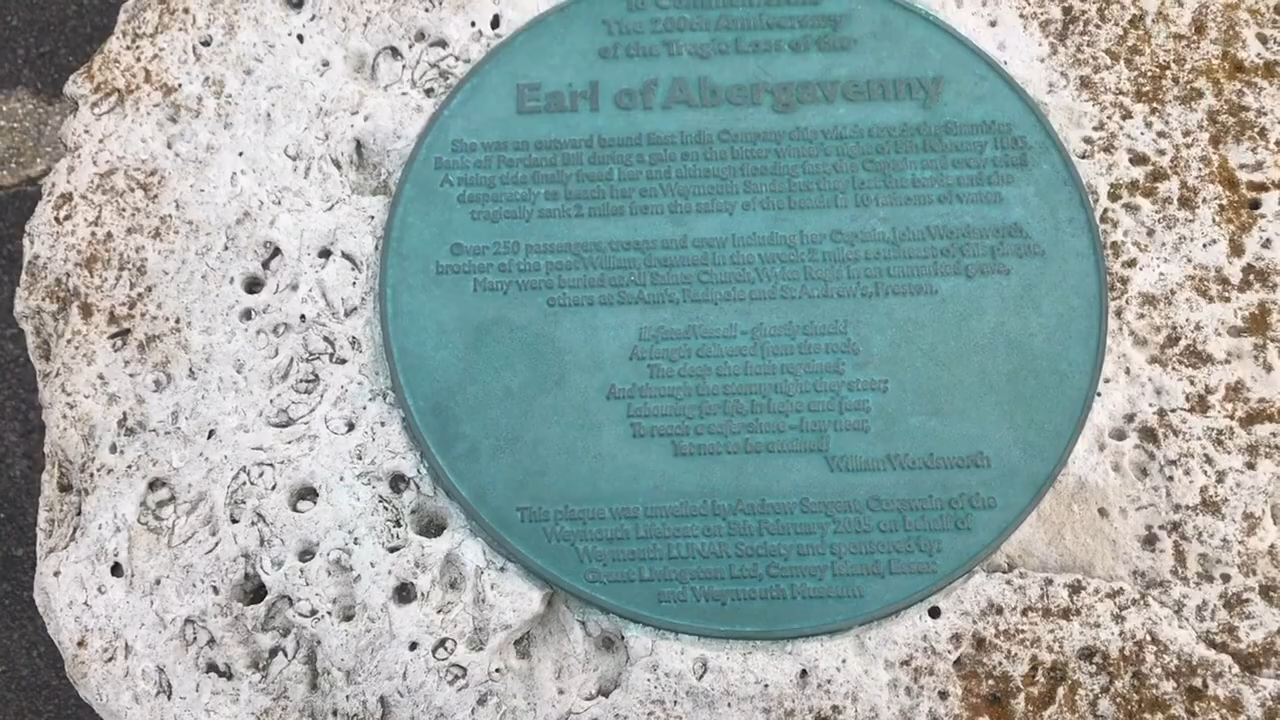 To Commemorate
The 200th Anniversary
of the Tragic Loss of the
Earl of Abergavenny
She was an outward bound East India Company ship which struck the Shambles
Bank off Portland Bill during a gale on the bitter winter's night of 5th February 1805.
A rising tide finally freed her and although flooding fast, the Captain and crew tried
desperately to beach her on Weymouth Sands but they lost the battle and she
tragically sank 2 miles from the safety of the beach in 10 fathoms of water.
Over 250 passengers, troops and crew including her Captain, John Wordsworth,
brother of the poet William, drowned in the wreck 2 miles southeast of this plaque.
Many were buried at All Saints Church, Wyke Regis in an unmarked grave,
others at St Ann's, Radipole and St Andrew's, Preston.
Ill-fated Vessel! - ghastly shock!
At length delivered from the rock,
The deep she hath regained;
And through the stormy night they steer;
Labouring for life, in hope and fear,
To reach a safer shore - how near,
Yet not to be attained!
William Wordsworth
This plaque was unveiled by Andrew Sargent, Coxswain of the
Weymouth Lifeboat on 5th February 2005 on behalf of
Weymouth LUNAR Society and sponsored by:
Grant Livingston Ltd, Canvey Island, Essex
and Weymouth Museum